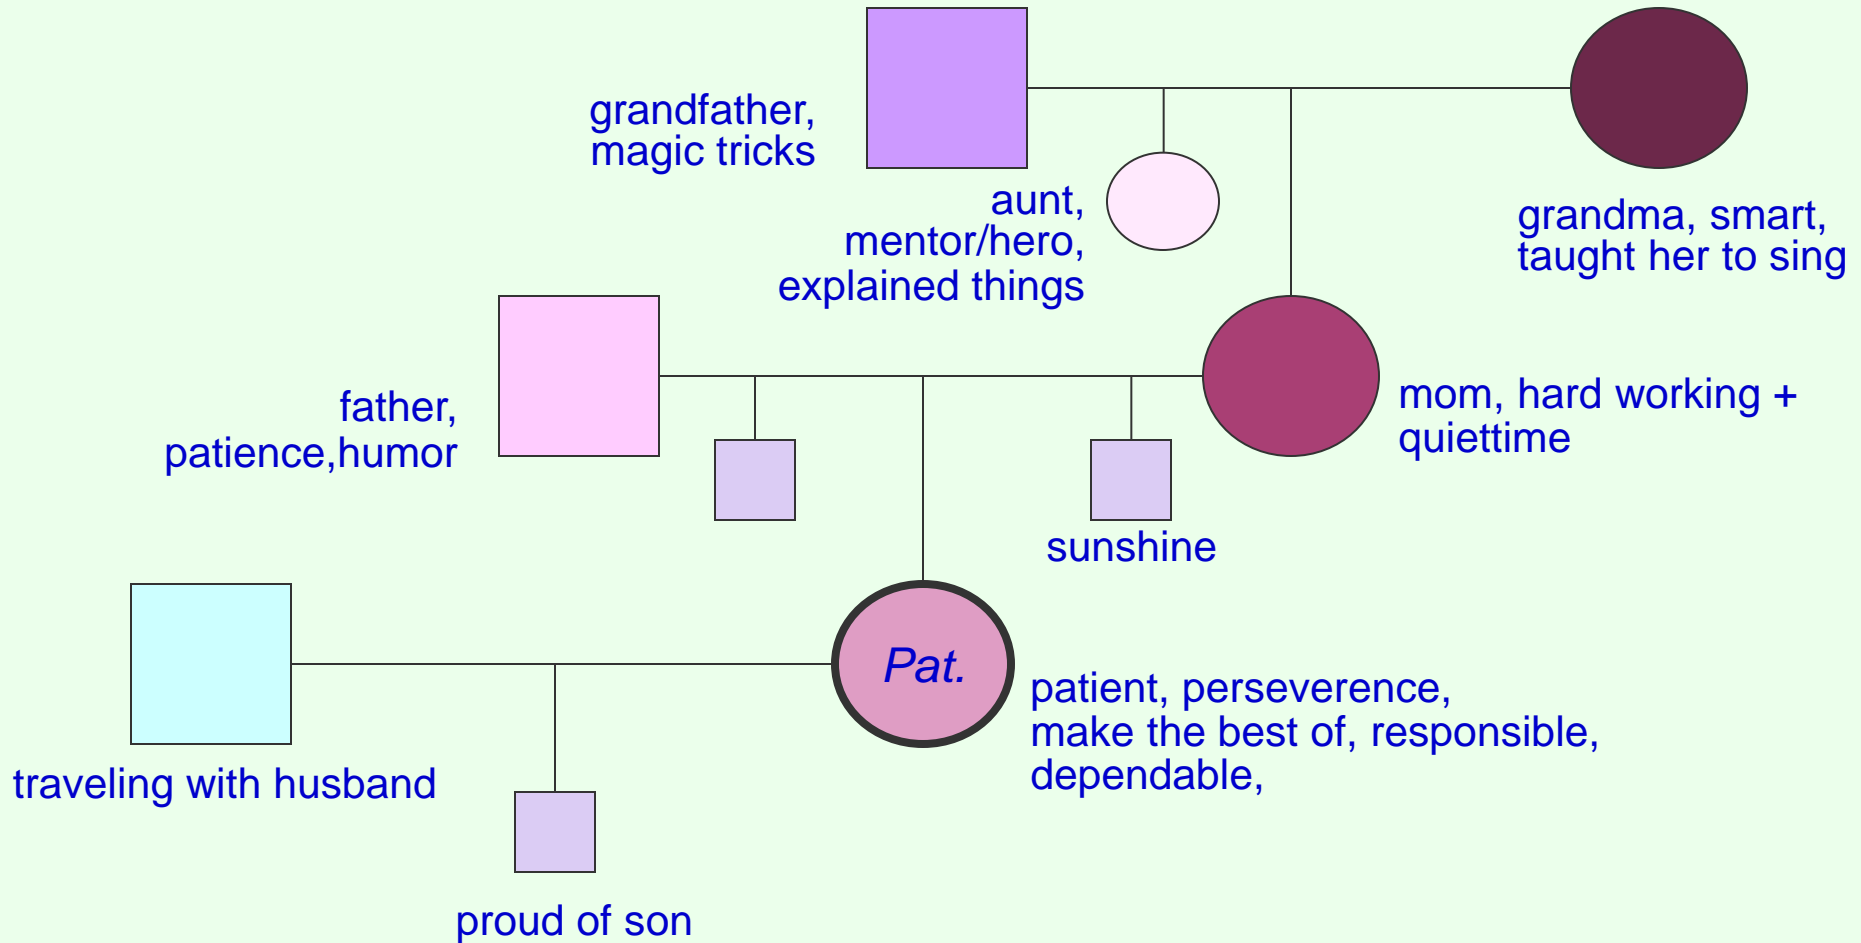 grandfather,
magic tricks
aunt,
mentor/hero,
explained things
grandma, smart,
taught her to sing
father,
patience,humor
mom, hard working +
quiettime
sunshine
Pat.
patient, perseverence,
make the best of, responsible,
dependable,
traveling with husband
proud of son